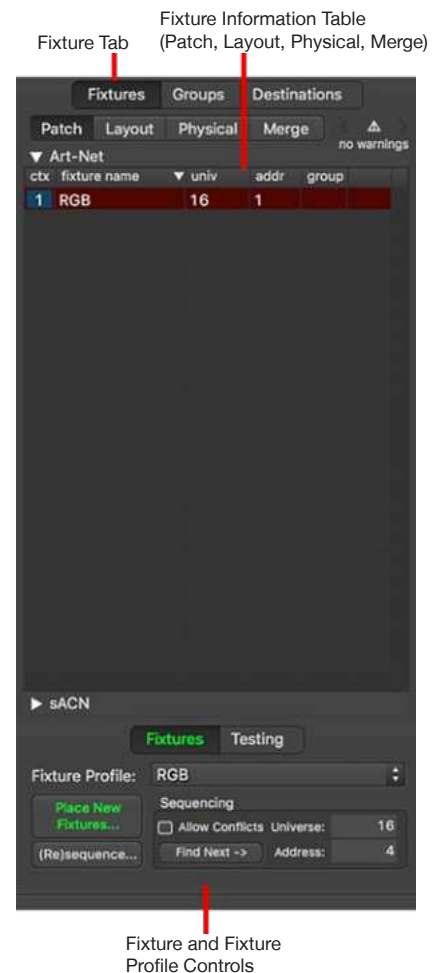 Fixture Information Table
Fixture Tab (Patch, Layout, Physical, Merge)
Fixtures Groups Destinations
Patch Layout Physical Merge
no warnings
▼ Art-Net
ctx fixture name ▼ univ addr group
1 RGB 16 1
▶ sACN
Fixtures Testing
Fixture Profile: RGB
Place New Fixtures...
Sequencing
Allow Conflicts Universe: 16
(Re)sequence... Find Next -> Address: 4
Fixture and Fixture
Profile Controls